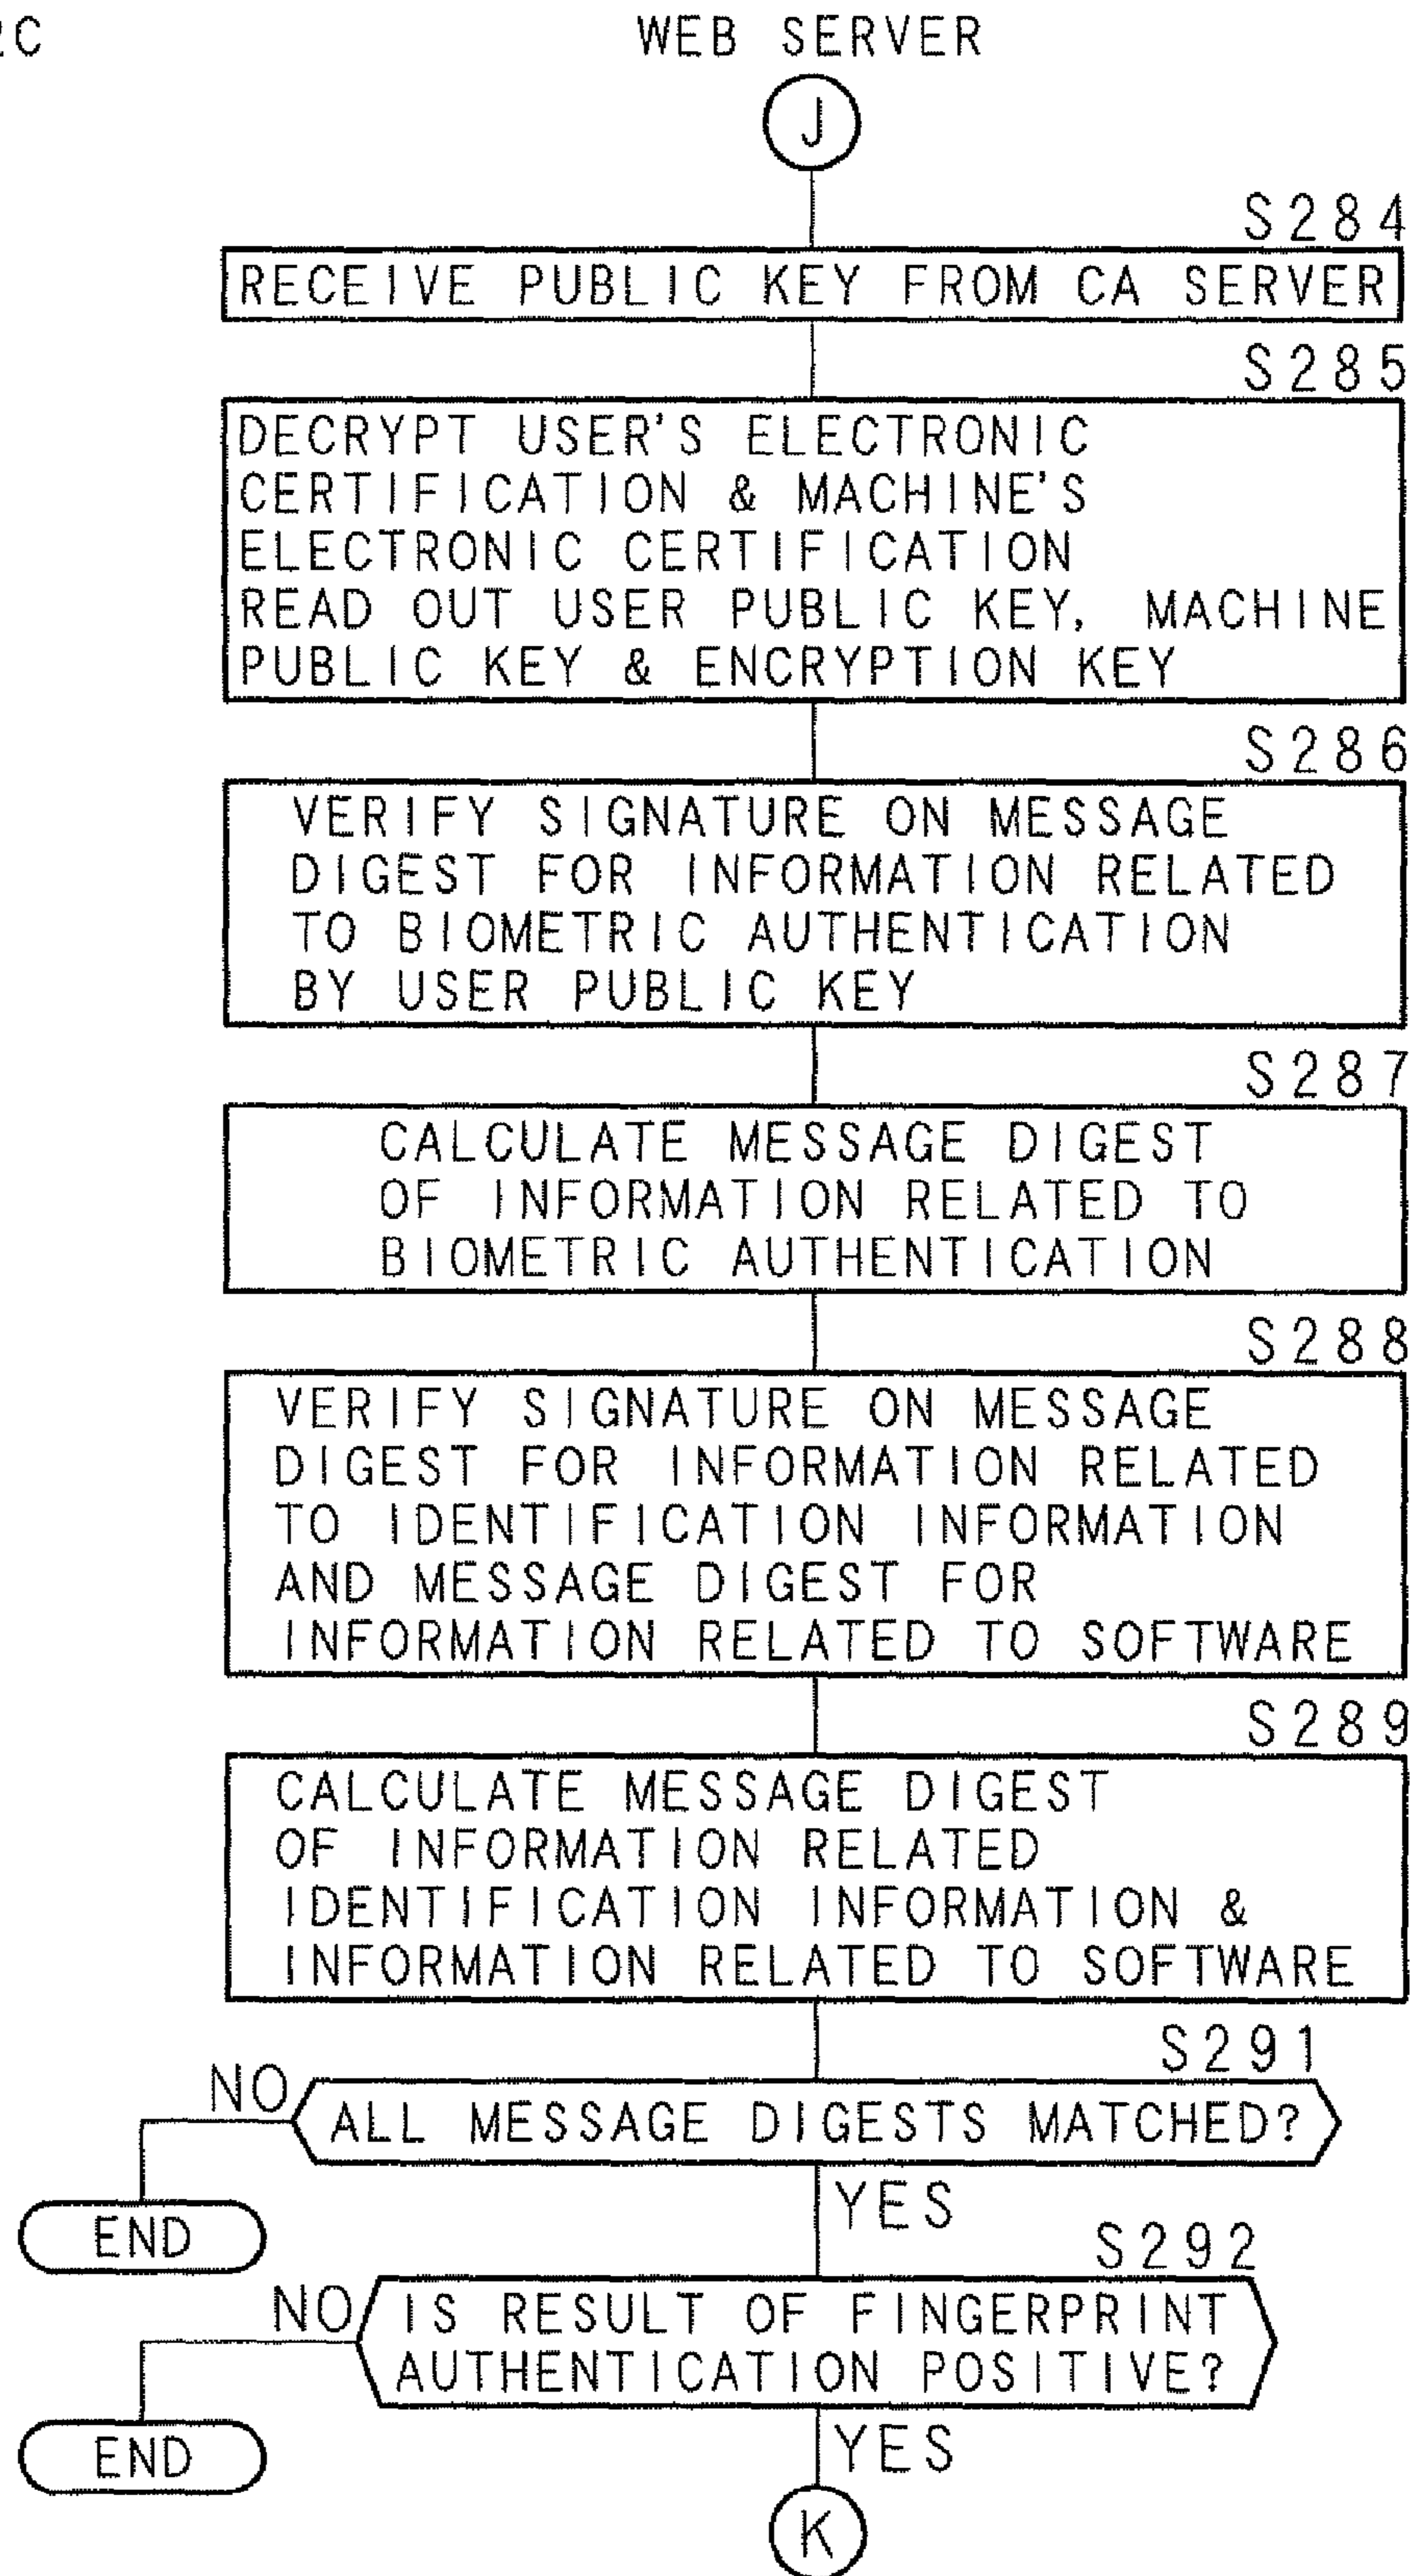 2C
WEB SERVER
J
S284
RECEIVE PUBLIC KEY FROM CA SERVER
S285
DECRYPT USER'S ELECTRONIC
CERTIFICATION & MACHINE'S
ELECTRONIC CERTIFICATION
READ OUT USER PUBLIC KEY, MACHINE
PUBLIC KEY & ENCRYPTION KEY
S286
VERIFY SIGNATURE ON MESSAGE
DIGEST FOR INFORMATION RELATED
TO BIOMETRIC AUTHENTICATION
BY USER PUBLIC KEY
S287
CALCULATE MESSAGE DIGEST
OF INFORMATION RELATED TO
BIOMETRIC AUTHENTICATION
S288
VERIFY SIGNATURE ON MESSAGE
DIGEST FOR INFORMATION RELATED
TO IDENTIFICATION INFORMATION
AND MESSAGE DIGEST FOR
INFORMATION RELATED TO SOFTWARE
S289
CALCULATE MESSAGE DIGEST
OF INFORMATION RELATED
IDENTIFICATION INFORMATION &
INFORMATION RELATED TO SOFTWARE
S291
NO
ALL MESSAGE DIGESTS MATCHED?
YES
END
S292
NO
IS RESULT OF FINGERPRINT
AUTHENTICATION POSITIVE?
YES
END
K